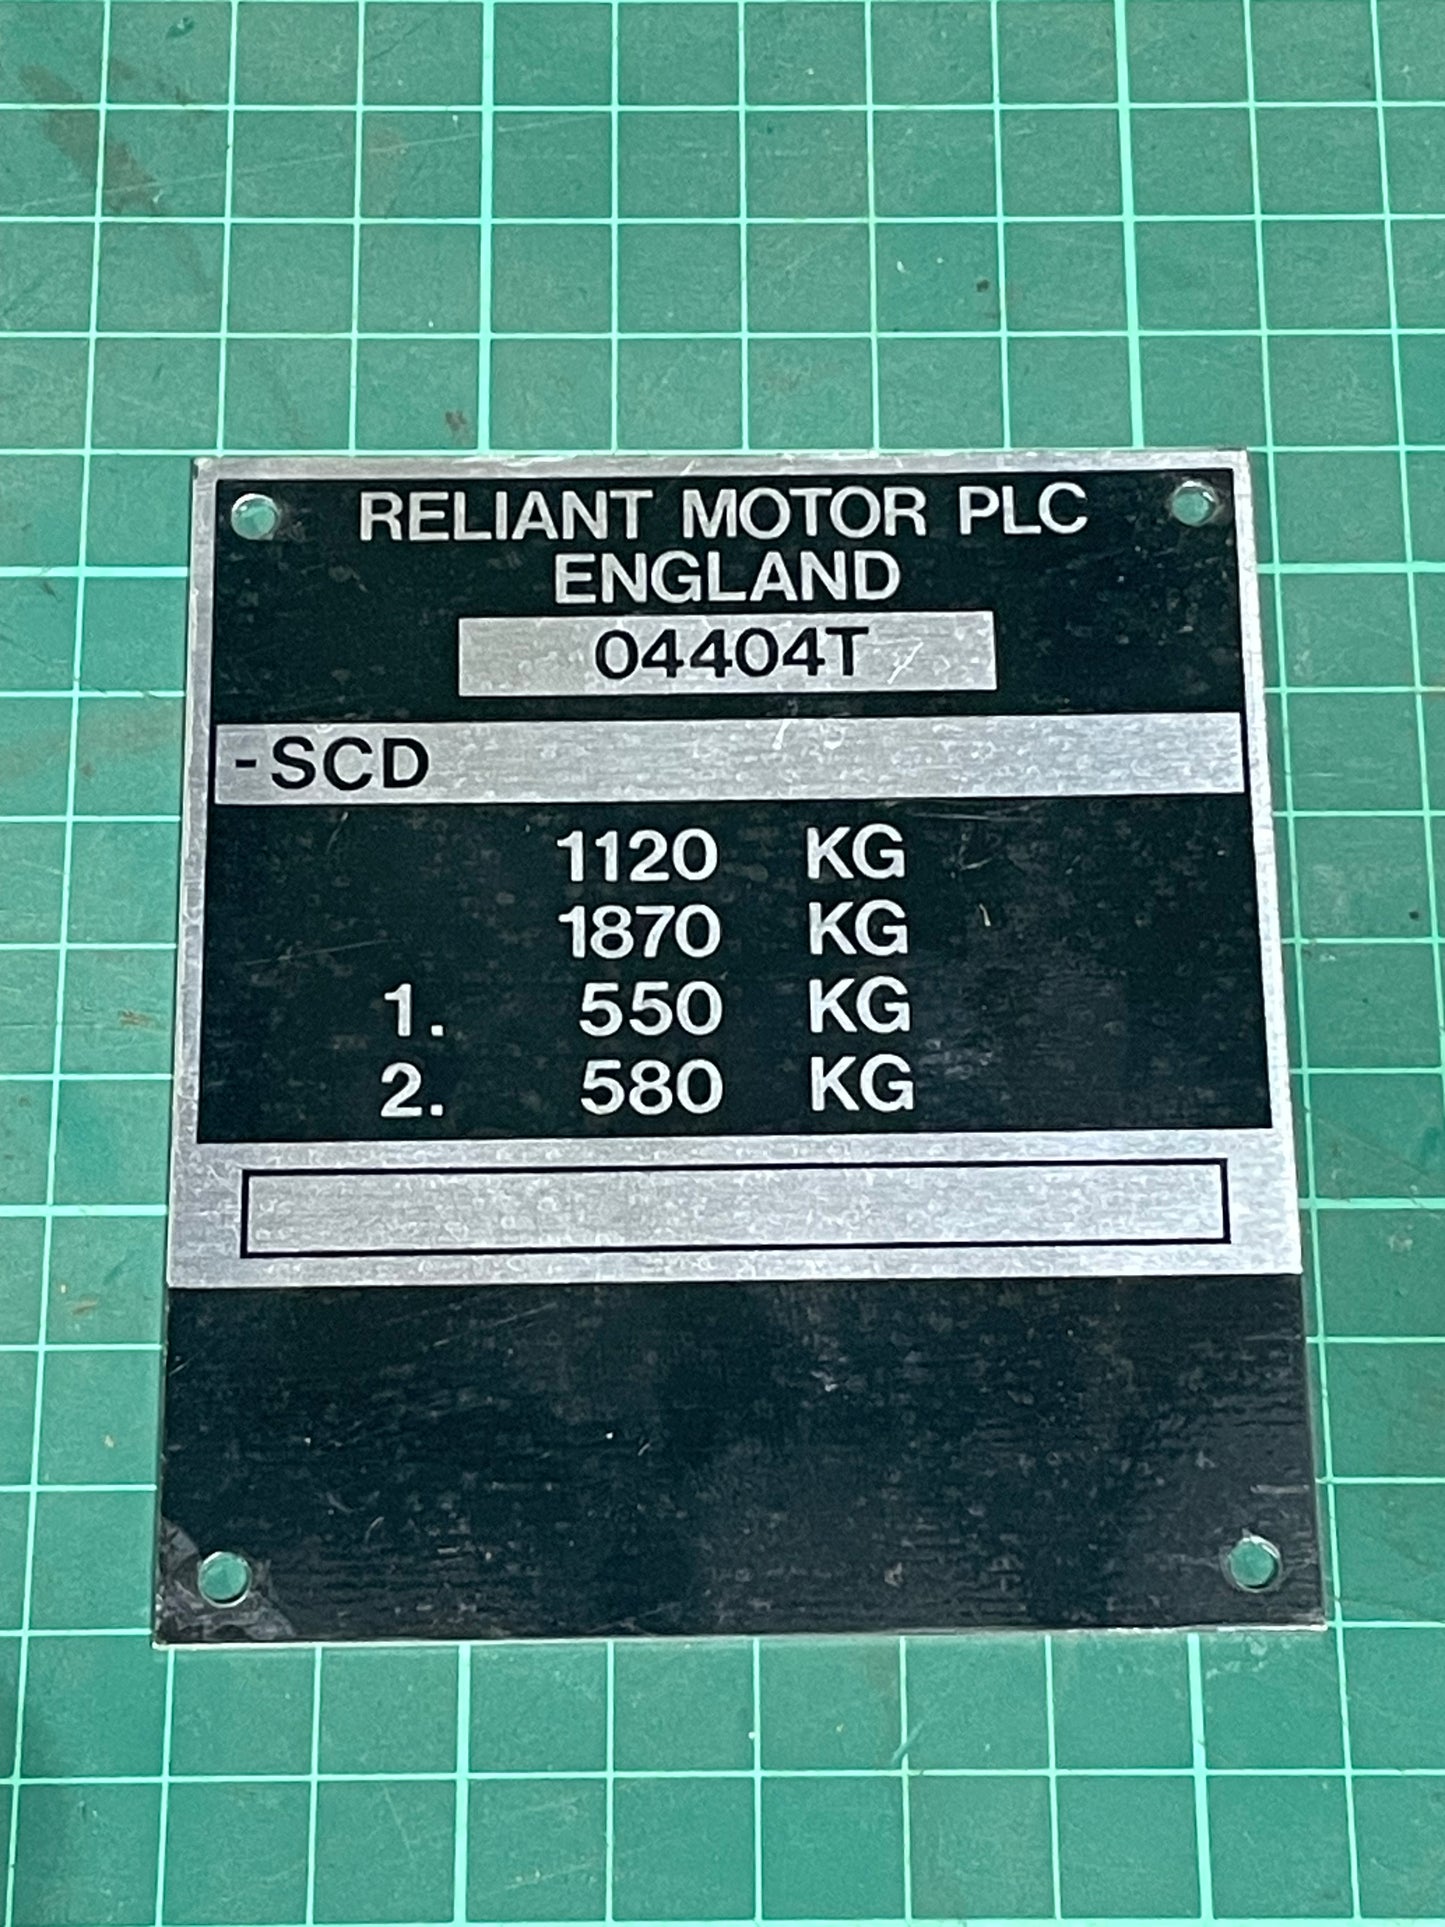 RELIANT MOTOR PLC
ENGLAND
04404T
-SCD
1120 KG
1870 KG
1. 550 KG
2. 580 KG